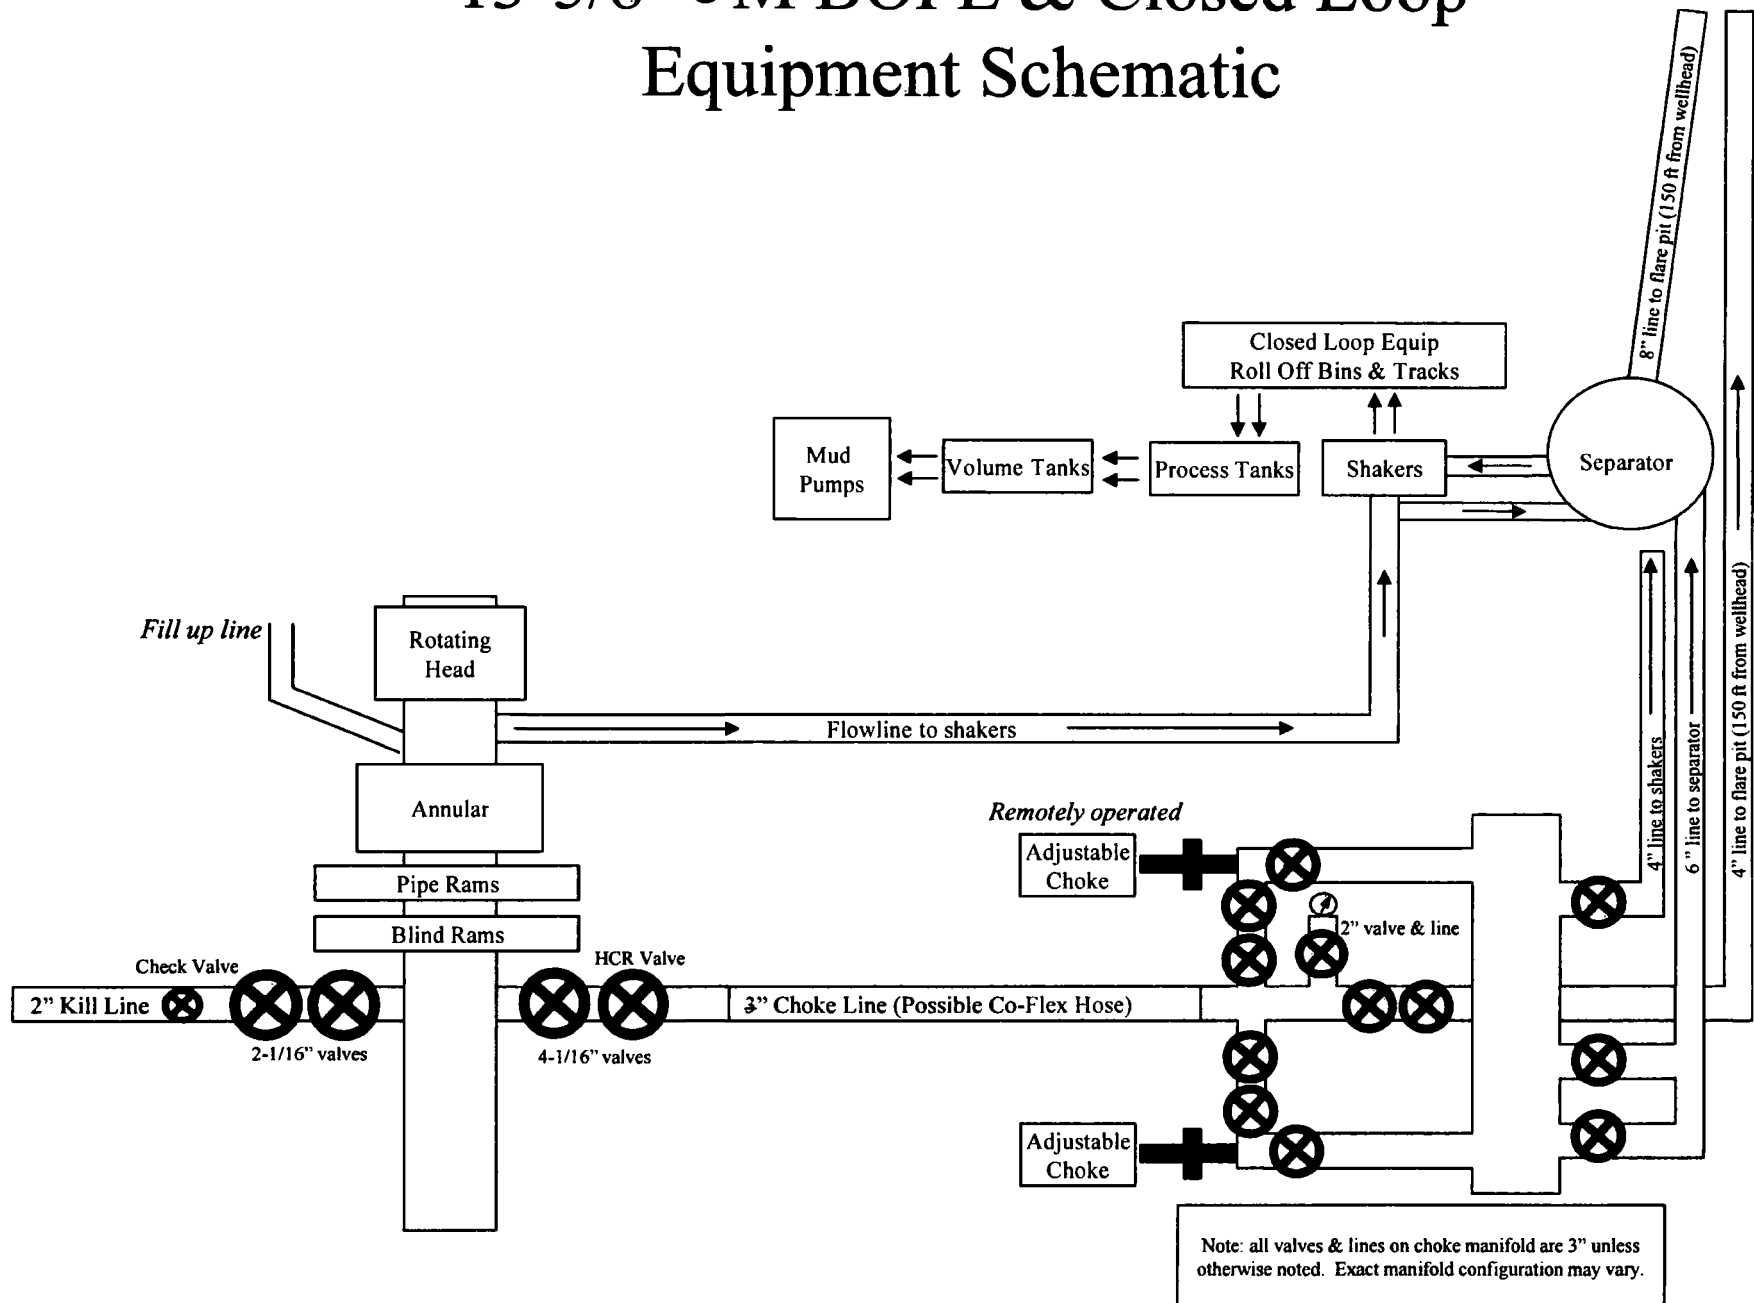 M BOPE & Closed Loop
Equipment Schematic
8” line to flare pit (150 ft from wellhead)
Closed Loop Equip
Roll Off Bins & Tracks
Mud
Pumps
Volume Tanks
Process Tanks
Shakers
Separator
Fill up line
Rotating
Head
Flowline to shakers
4” line to shakers
6” line to separator
4” line to flare pit (150 ft from wellhead)
Annular
Remotely operated
Adjustable
Choke
Pipe Rams
Blind Rams
2” valve & line
Check Valve
HCR Valve
2” Kill Line
3” Choke Line (Possible Co-Flex Hose)
2-1/16” valves
4-1/16” valves
Adjustable
Choke
Note: all valves & lines on choke manifold are 3” unless
otherwise noted. Exact manifold configuration may vary.